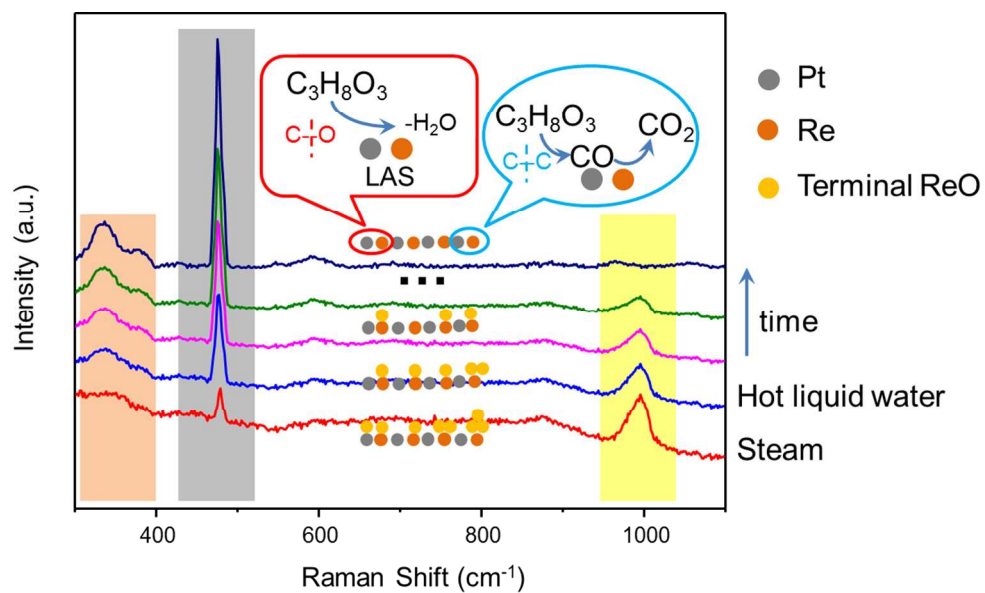 C3H8O3
C-O
-H2O
LAS
C3H8O3
C-C
CO
CO2
Pt
Re
Terminal ReO
time
Hot liquid water
Steam
Intensity (a.u.)
400
600
800
1000
Raman Shift (cm-1)